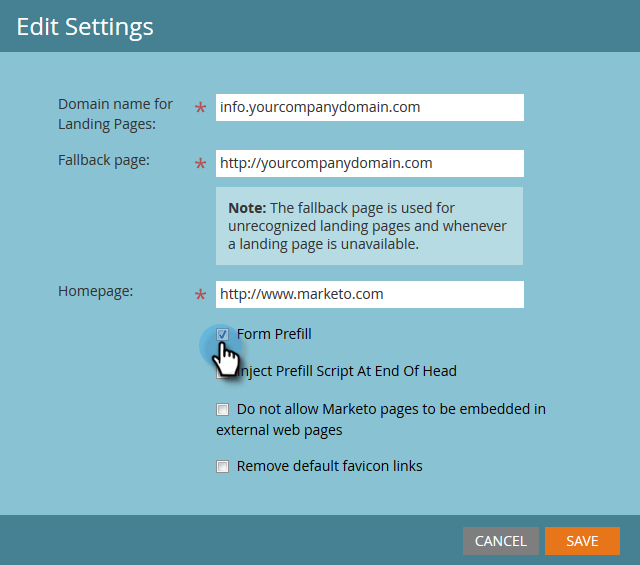 Edit Settings
Domain name for
Landing Pages:
* info.yourcompanydomain.com
Fallback page:
* http://yourcompanydomain.com
Note: The fallback page is used for
unrecognized landing pages and whenever
a landing page is unavailable.
Homepage:
* http://www.marketo.com
Form Prefill
Inject Prefill Script At End Of Head
Do not allow Marketo pages to be embedded in
external web pages
Remove default favicon links
CANCEL
SAVE